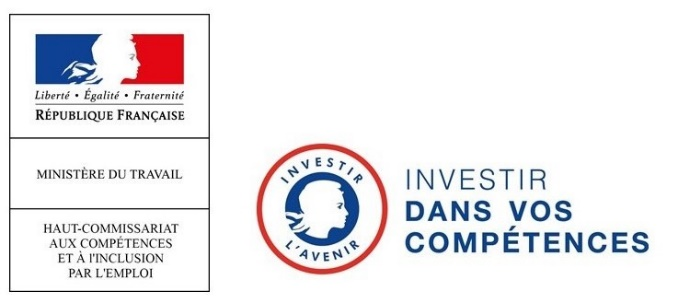 Liberté • Égalité • Fraternité
RÉPUBLIQUE FRANÇAISE
MINISTÈRE DU TRAVAIL
HAUT-COMMISSARIAT
AUX COMPÉTENCES
ET À L'INCLUSION
PAR L'EMPLOI
INVESTIR
L'AVENIR
INVESTIR
DANS VOS
COMPÉTENCES